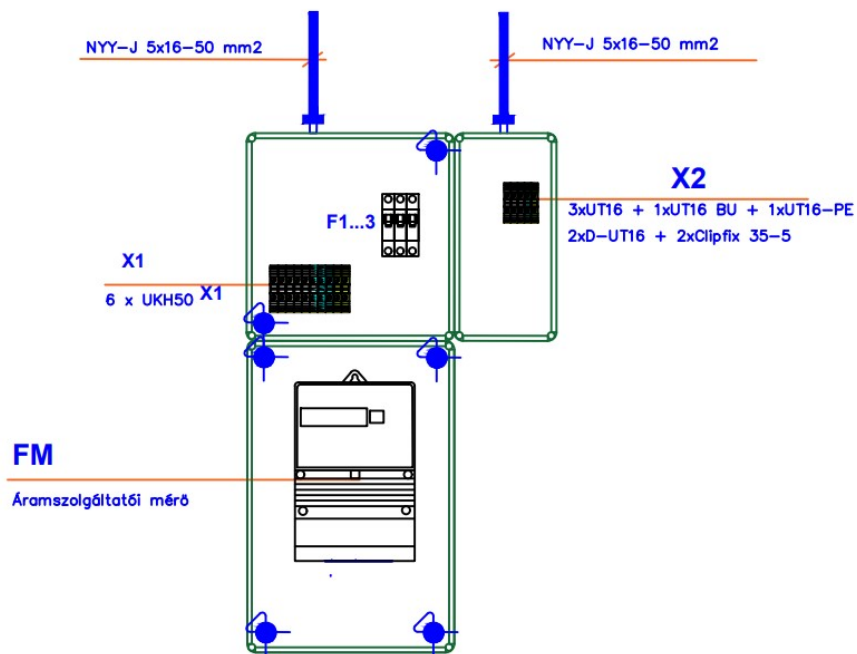 NYY-J 5x16-50 mm2
NYY-J 5x16-50 mm2
X2
3xUT16 + 1xUT16 BU + 1xUT16-PE
2xD-UT16 + 2xClipfix 35-5
F1...3
X1
6 x UKH50
X1
FM
Áramszolgáltatói mérő